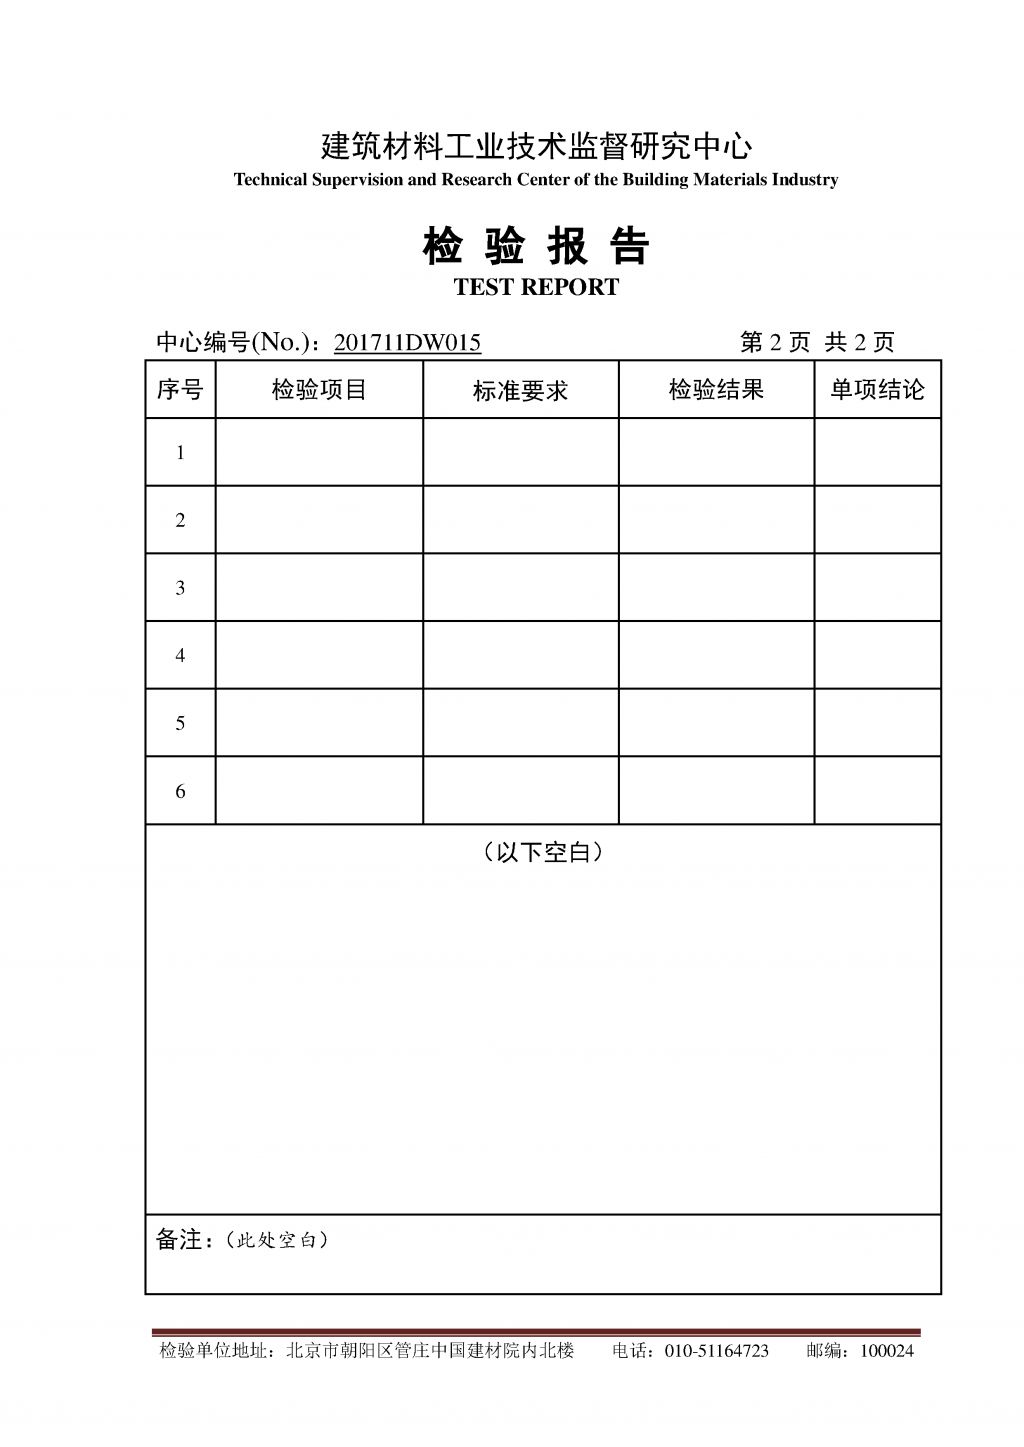 建筑材料工业技术监督研究中心
Technical Supervision and Research Center of the Building Materials Industry
检 验 报 告
TEST REPORT
中心编号(No.)：201711DW015 第 2 页 共 2 页
序号 检验项目 标准要求 检验结果 单项结论
1
2
3
4
5
6
（以下空白）
备注：（此处空白）
检验单位地址：北京市朝阳区管庄中国建材院内北楼 电话：010-51164723 邮编：100024